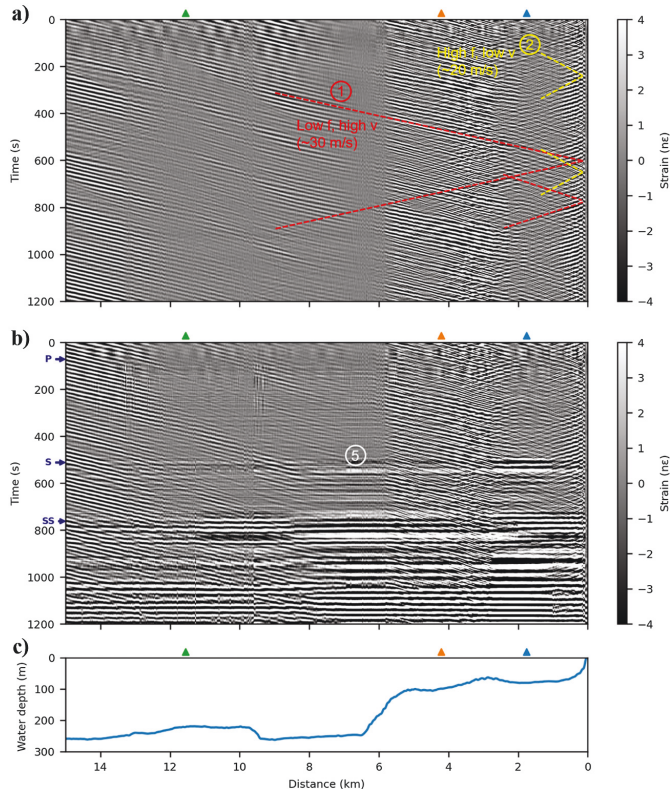 a)
0
200
400
600
800
1000
1200
Time (s)
High f, low v
(~20 m/s)
2
1
Low f, high v
(~30 m/s)
4
3
2
1
0
−1
−2
−3
−4
Strain (nε)
b)
P
S
SS
0
200
400
600
800
1000
1200
Time (s)
5
4
3
2
1
0
−1
−2
−3
−4
Strain (nε)
c)
0
100
200
300
Water depth (m)
14 12 10 8 6 4 2 0
Distance (km)